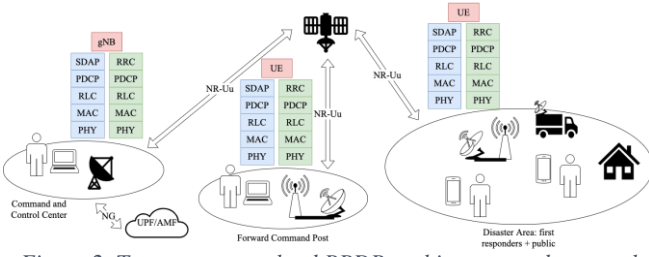 gNB
SDAP RRC
PDCP PDCP
RLC RLC
MAC MAC
PHY PHY
Command and
Control Center
NG
UPF/AMF
NR-Uu
UE
SDAP RRC
PDCP PDCP
RLC RLC
MAC MAC
PHY PHY
NR-Uu
Forward Command Post
NR-Uu
UE
SDAP RRC
PDCP PDCP
RLC RLC
MAC MAC
PHY PHY
Disaster Area: first
responders + public